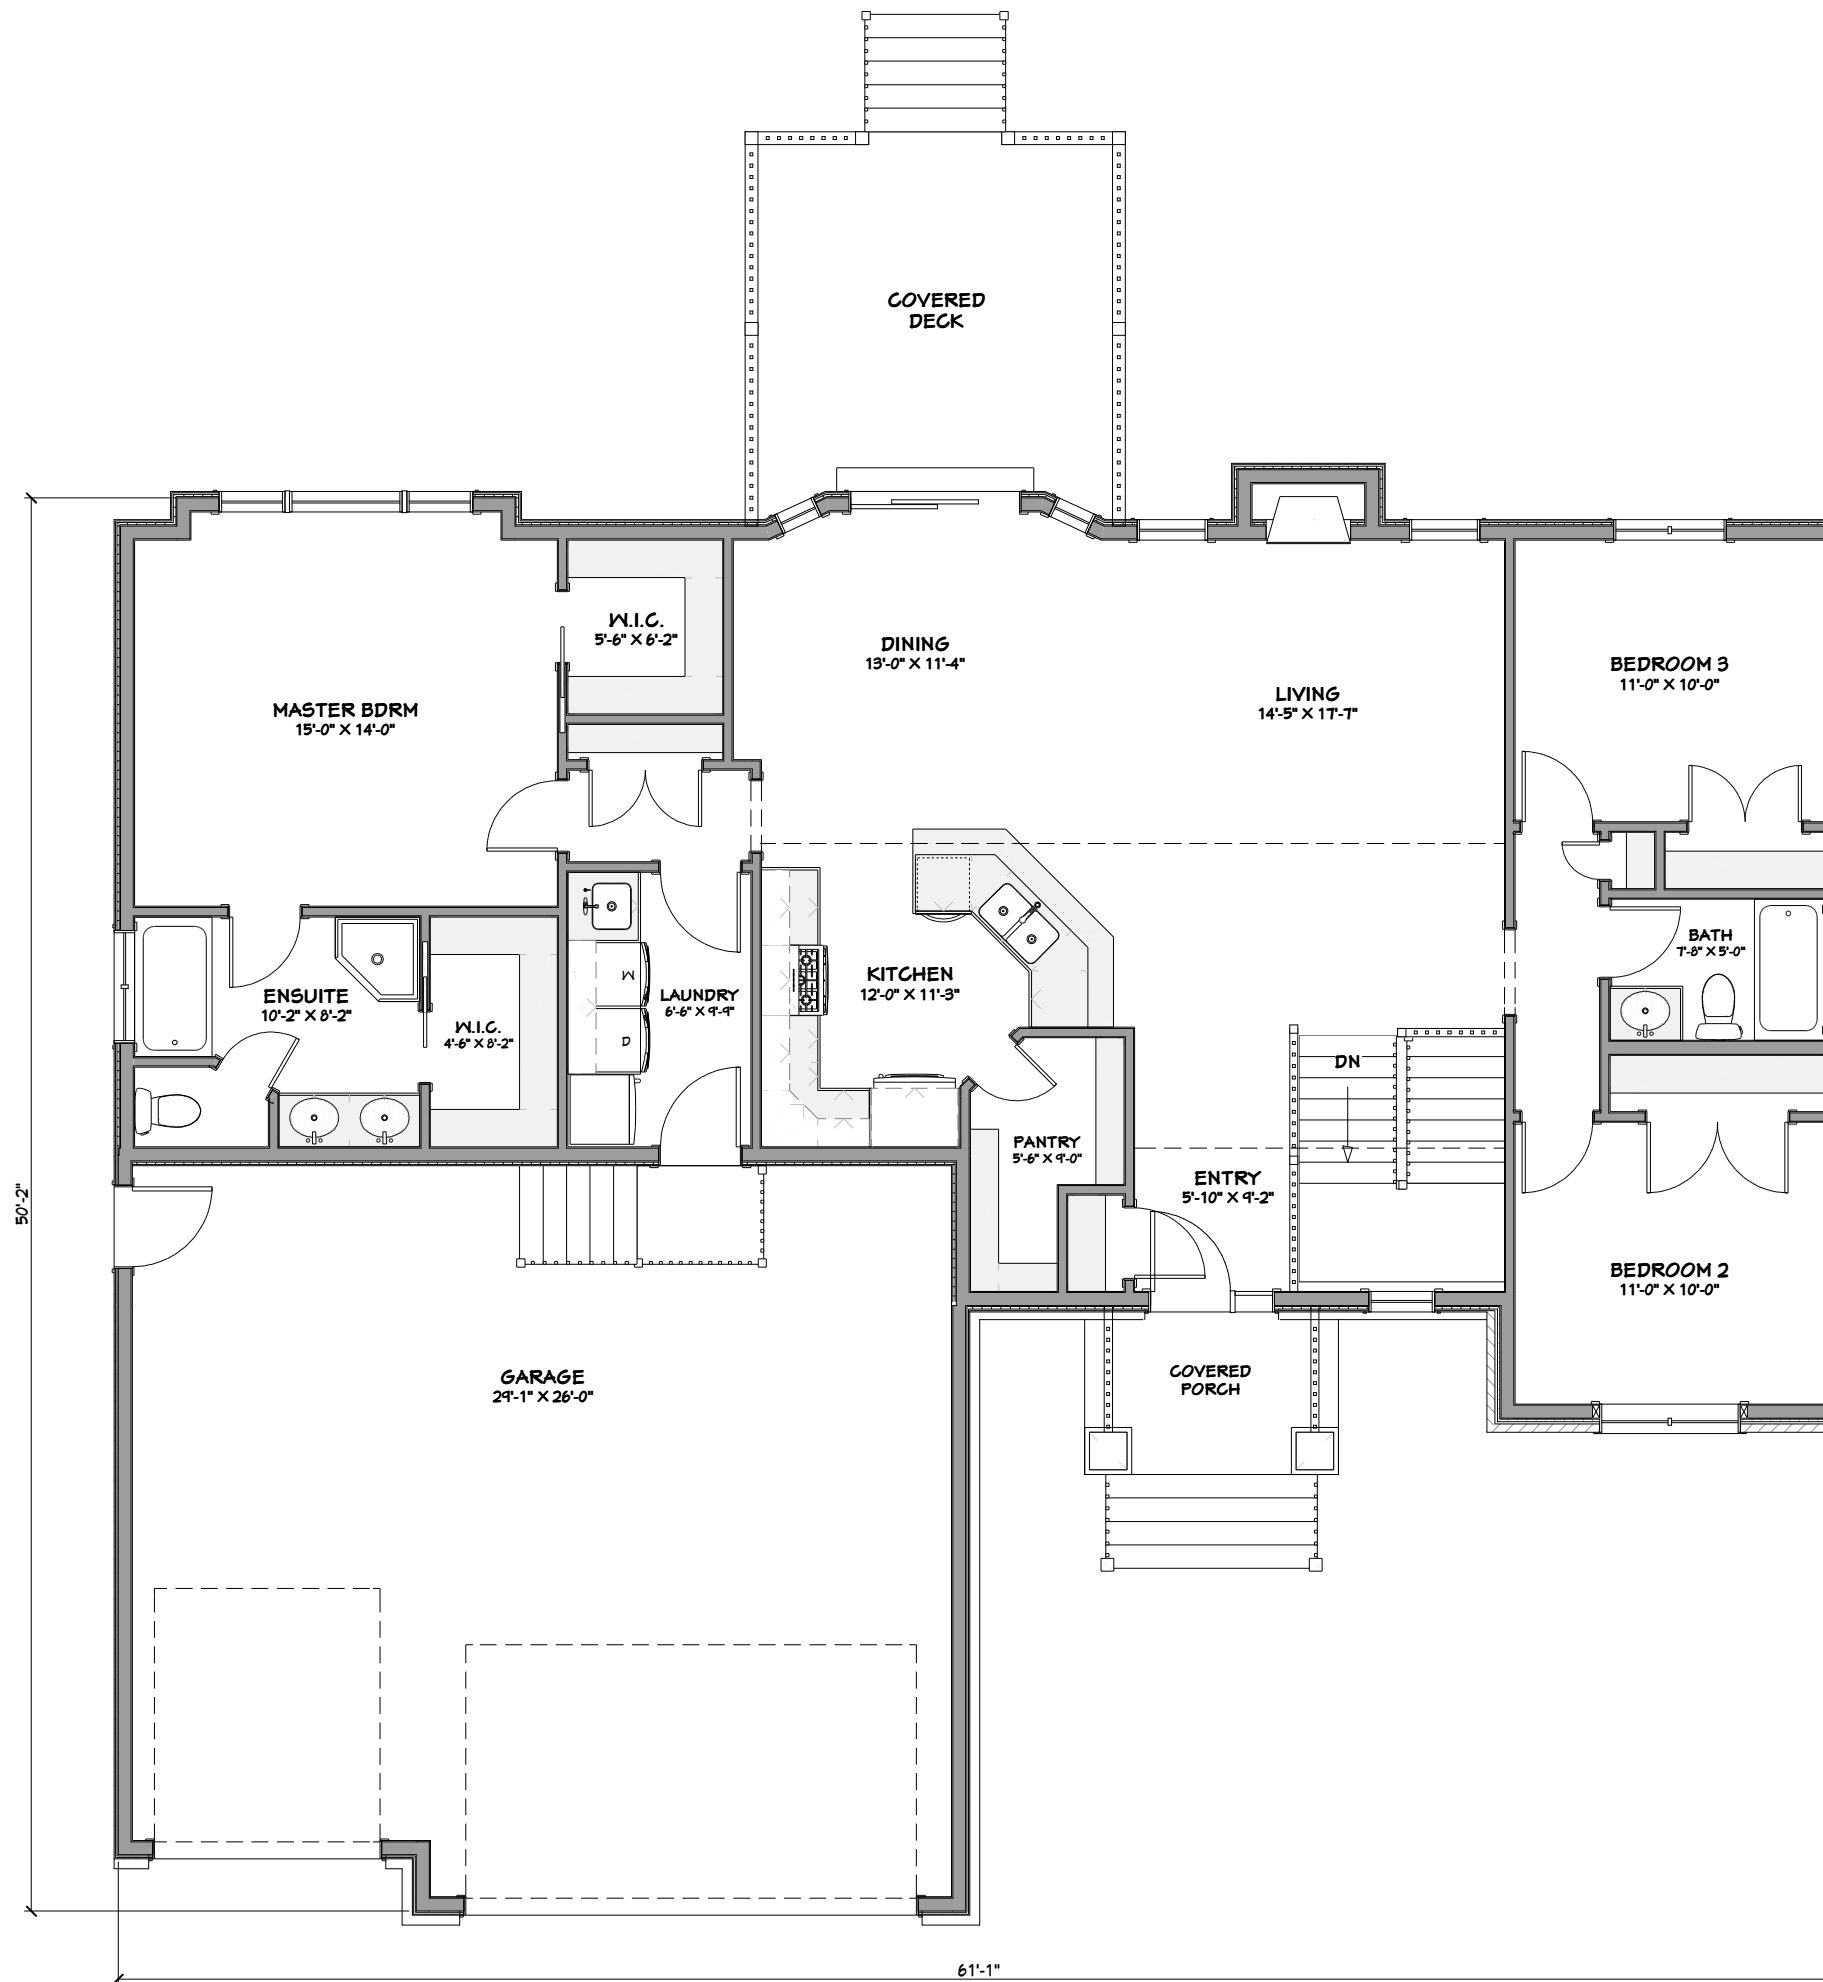 COVERED
DECK
W.I.C.
5'-6" X 6'-2"
DINING
13'-0" X 11'-4"
BEDROOM 3
11'-0" X 10'-0"
LIVING
14'-5" X 17'-7"
MASTER BDRM
15'-0" X 14'-0"
BATH
7'-8" X 5'-0"
KITCHEN
12'-0" X 11'-3"
ENSUITE
10'-2" X 8'-2"
W.I.C.
4'-6" X 8'-2"
W
D
LAUNDRY
6'-6" X 9'-9"
DN
PANTRY
5'-6" X 9'-0"
ENTRY
5'-10" X 9'-2"
50'-2"
BEDROOM 2
11'-0" X 10'-0"
GARAGE
29'-1" X 26'-0"
COVERED
PORCH
61'-1"